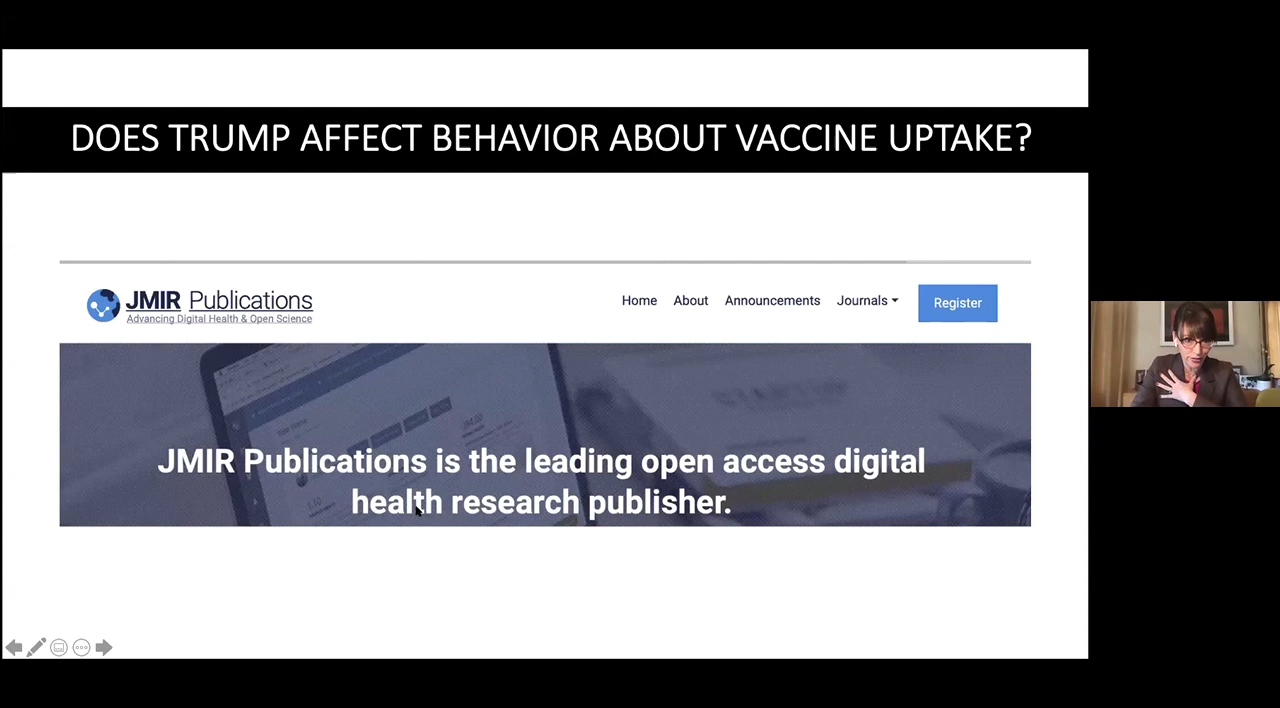 DOES TRUMP AFFECT BEHAVIOR ABOUT VACCINE UPTAKE?
JMIR Publications
Advancing Digital Health & Open Science
Home About Announcements Journals Register
JMIR Publications is the leading open access digital
health research publisher.